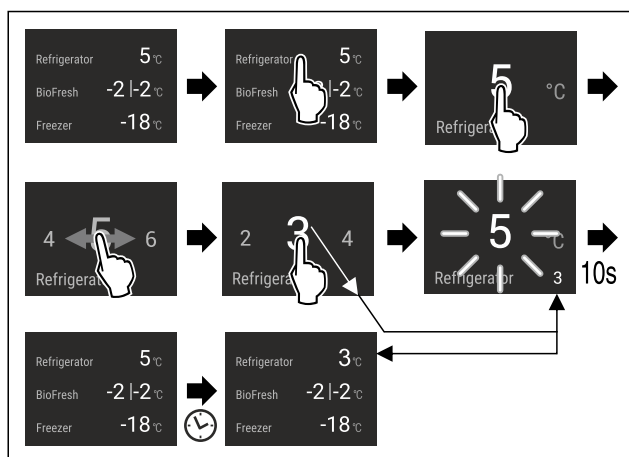 Refrigerator 5 °C
BioFresh -2 | -2 °C
Freezer -18 °C
Refrigerator 5 °C
BioFresh -2 | -2 °C
Freezer -18 °C
5 °C
Refrigerator
4 5 6
Refrigerator
2 3 4
Refrigerator
5 °C
Refrigerator 3
10s
Refrigerator 5 °C
BioFresh -2 | -2 °C
Freezer -18 °C
Refrigerator 3 °C
BioFresh -2 | -2 °C
Freezer -18 °C